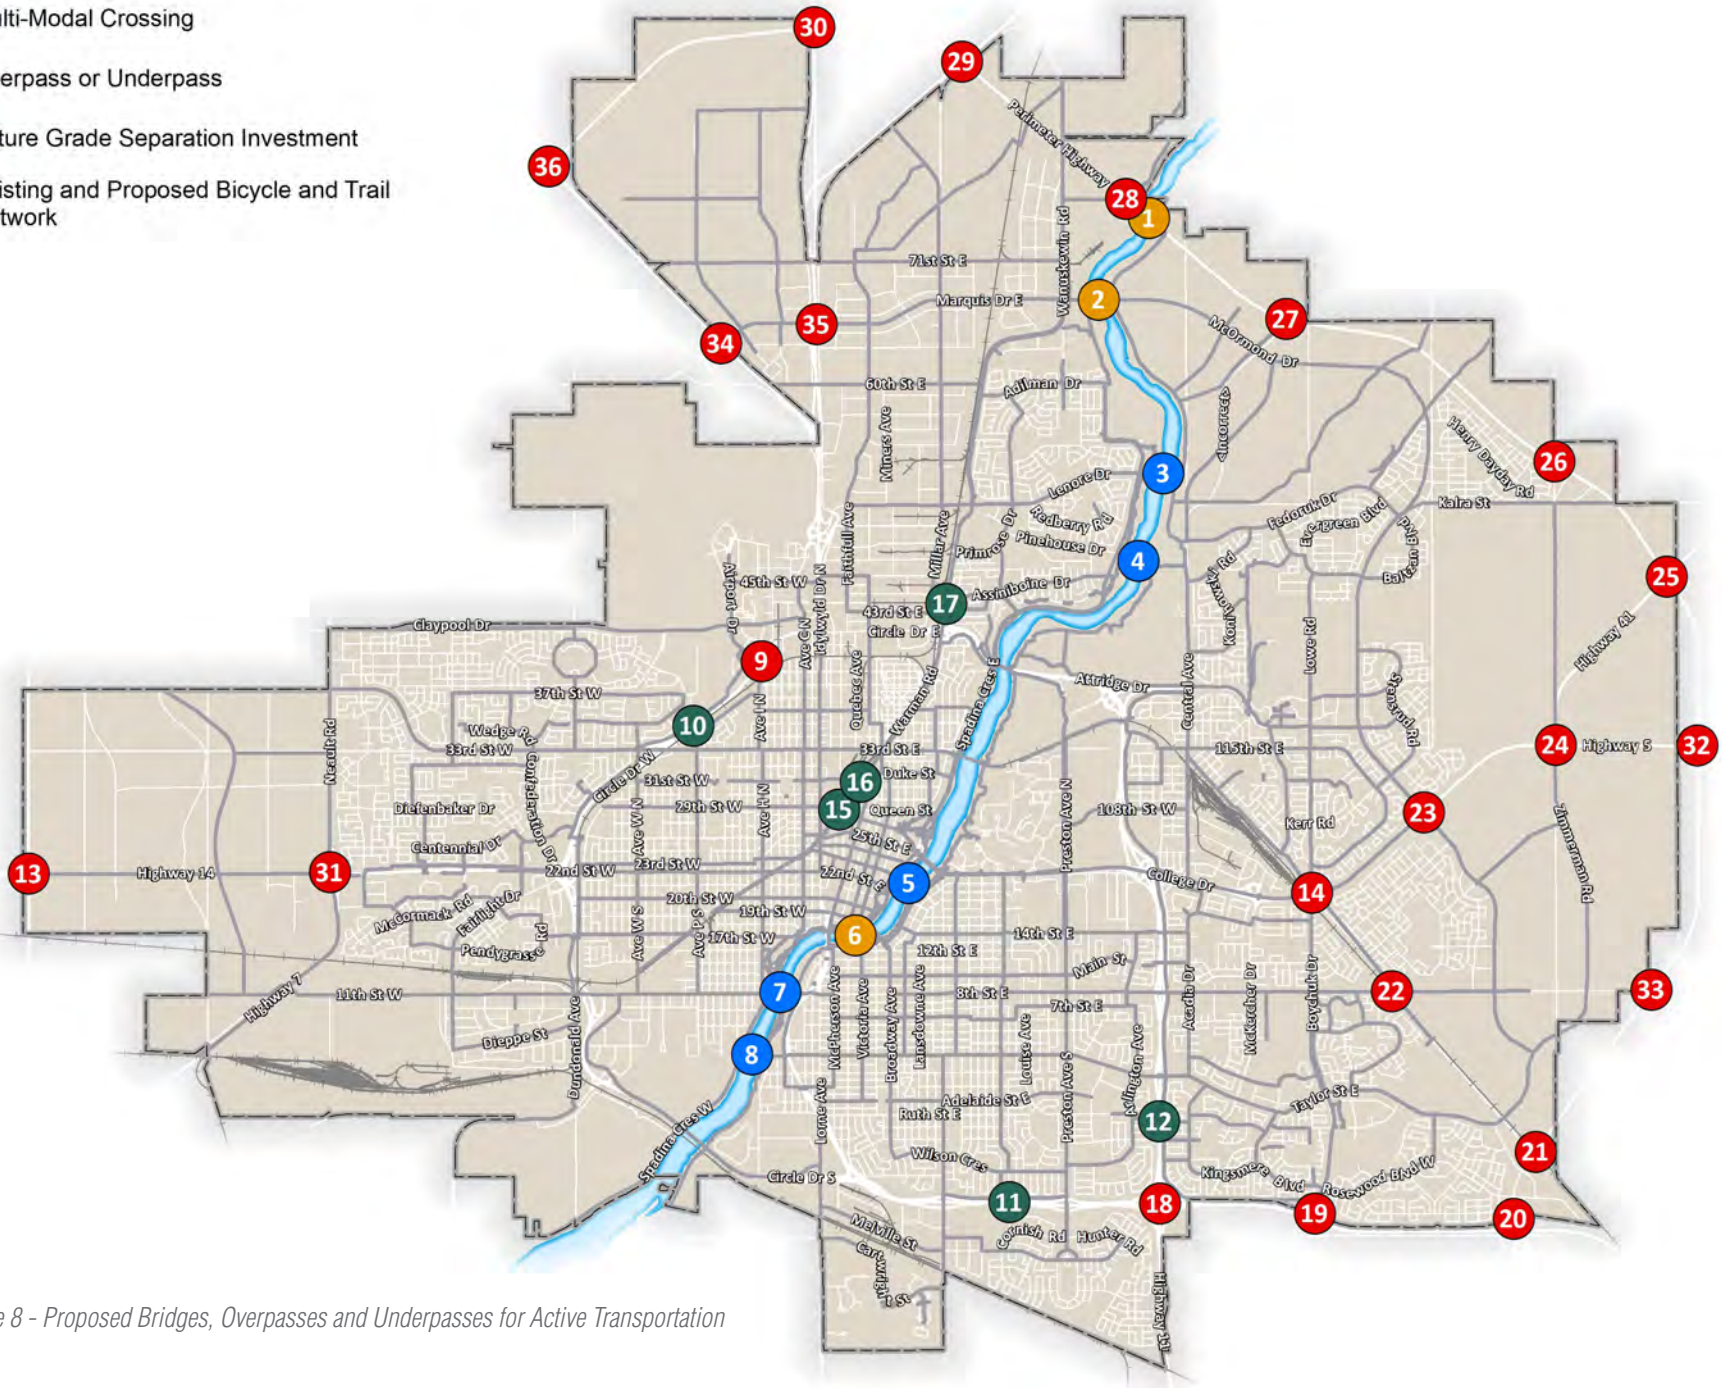 ulti-Modal Crossing
erpass or Underpass
ture Grade Separation Investment
isting and Proposed Bicycle and Trail
twork
30
29
Perimeter Highway
36
28
1
Wanuskewin Rd
71st St E
2
Marquis Dr E
35
34
27
McOrmond Dr
60th St E
Adilman Dr
Miners Ave
<Incorrect>
Henry Dayday Rd
26
3
Lenore Dr
Kalra St
Fedoruk Dr
Evergreen Blvd
Baltzan Blvd
Redberry Rd
Primrose Dr
Pinehouse Dr
Faithfull Ave
Millar Ave
4
25
Airport Dr
45th St W
Idylwyld Dr N
Assiniboine Dr
Konihowski Rd
17
43rd St E
Circle Dr E
Claypool Dr
Ave C N
Lowe Rd
Highway 41
9
Quebec Ave
Warman Rd
Spadina Cres E
Attridge Dr
Central Ave
37th St W
10
Ave I N
Stensrud Rd
Neault Rd
Wedge Rd
33rd St W
33rd St E
115th St E
24
Highway 5
32
Confederation Dr
Circle Dr W
31st St W
16
Duke St
Diefenbaker Dr
29th St W
15
Queen St
Ave H N
Ave W N
Preston Ave N
108th St W
Kerr Rd
23
Zimmerman Rd
Centennial Dr
25th St E
13
Highway 14
31
22nd St W
23rd St W
22nd St E
5
College Dr
14
20th St W
19th St W
McCormack Rd
Fairlight Dr
Ave W S
Ave P S
17th St W
6
14th St E
12th St E
Pendygrasse Rd
Main St
Highway 7
11th St W
7
8th St E
7th St E
22
33
McPherson Ave
Victoria Ave
Broadway Ave
Lansdowne Ave
Acadia Dr
McKercher Dr
Boychuk Dr
Dundonald Ave
Dieppe St
8
Louise Ave
Arlington Ave
Preston Ave S
Lorne Ave
Adelaide St E
Ruth St E
Taylor St E
12
Spadina Cres W
21
Wilson Cres
Circle Dr S
Kingsmere Blvd
Rosewood Blvd W
11
18
19
20
Cornish Rd
Hunter Rd
Melville St
Cartwright St
Highway 11
e 8 - Proposed Bridges, Overpasses and Underpasses for Active Transportation